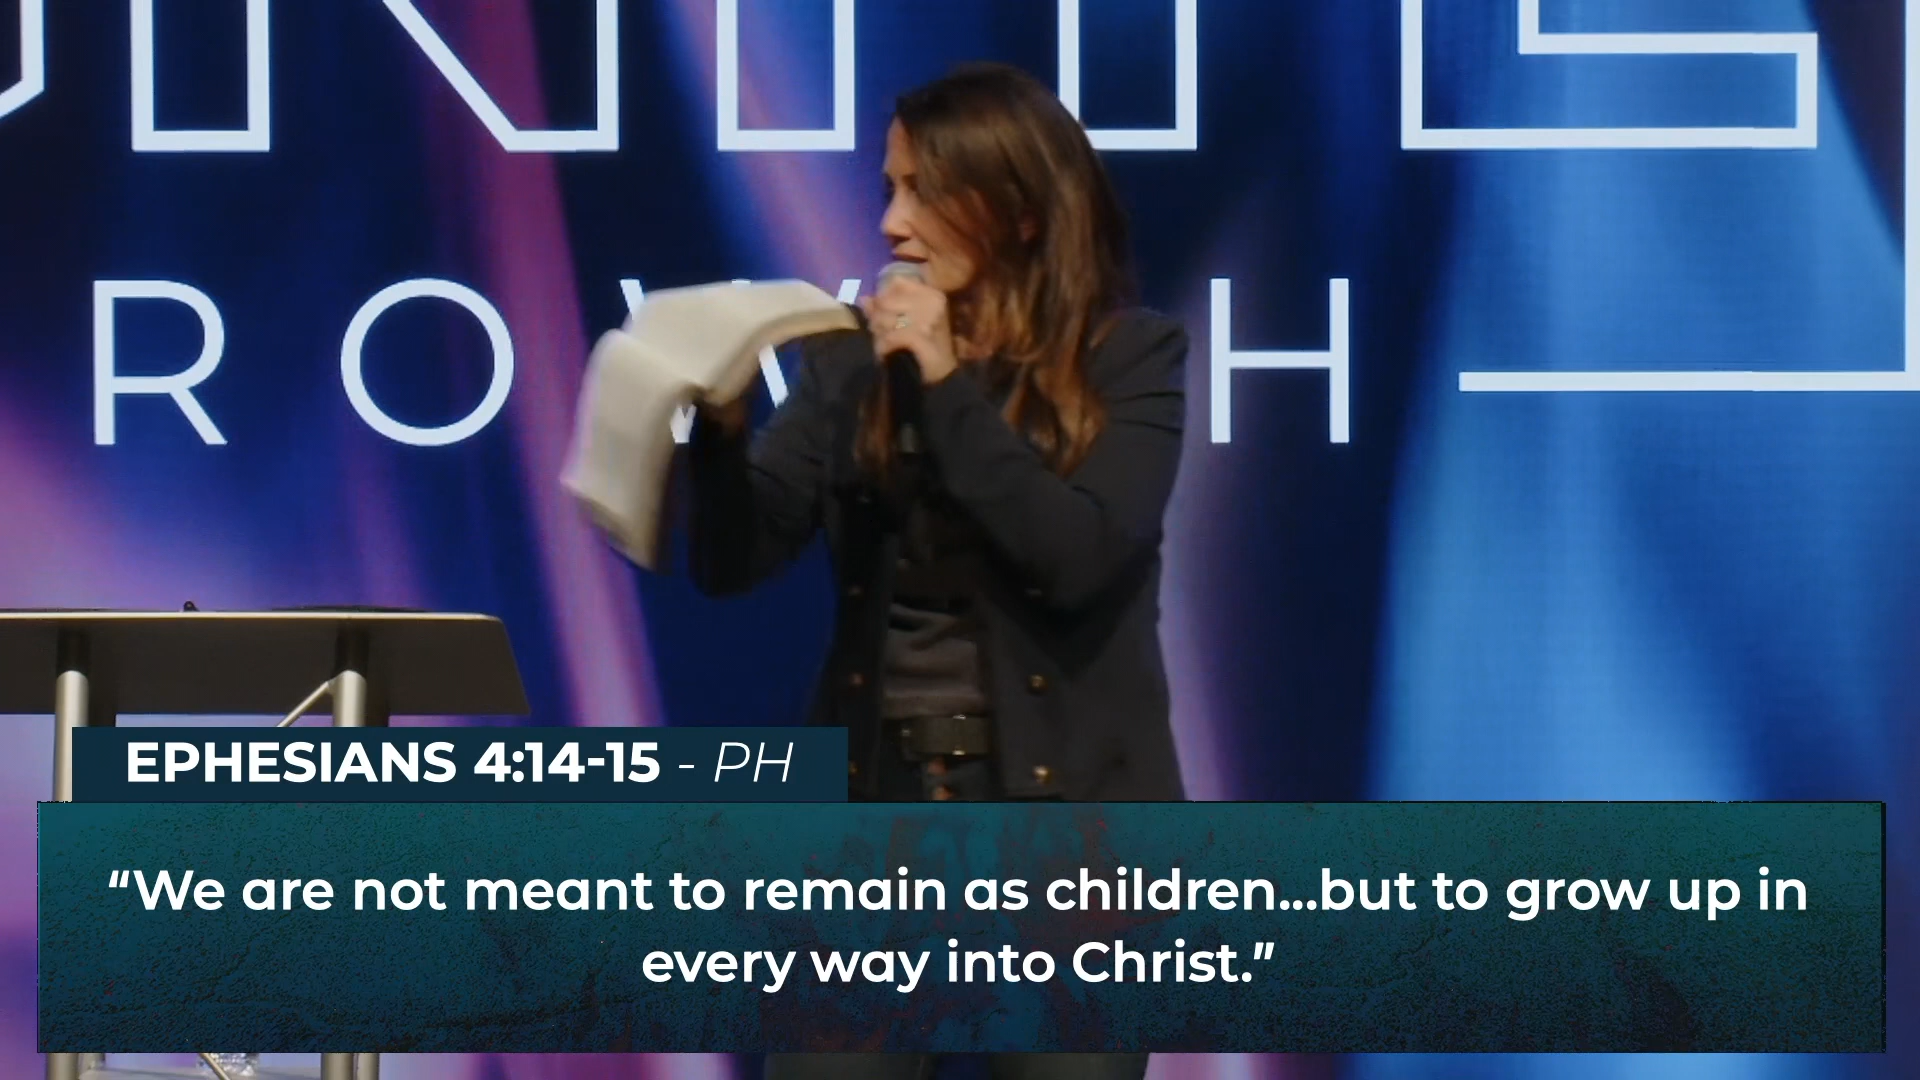 EPHESIANS 4:14-15 - PH
“We are not meant to remain as children...but to grow up in
every way into Christ.”